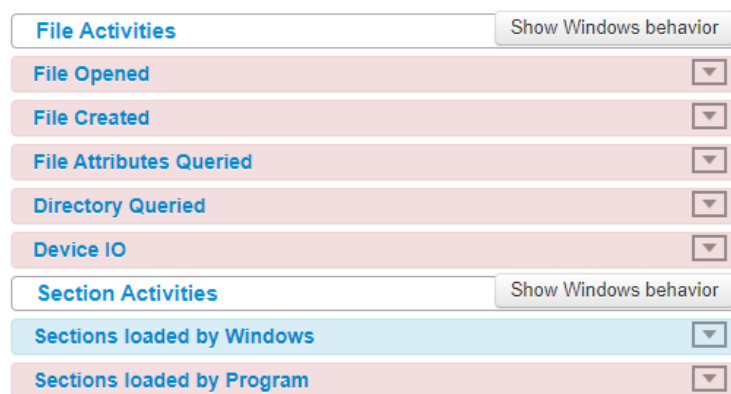 File Activities
Show Windows behavior
File Opened
File Created
File Attributes Queried
Directory Queried
Device IO
Section Activities
Show Windows behavior
Sections loaded by Windows
Sections loaded by Program